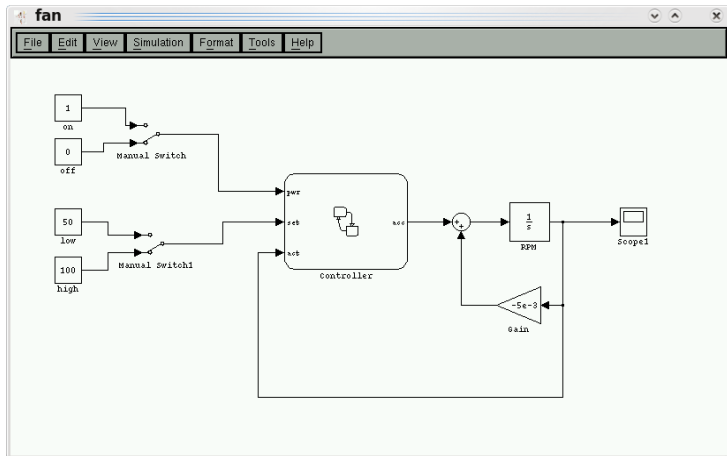 fan
File Edit View Simulation Format Tools Help
1
on
0
off
Manual Switch
50
low
100
high
Manual Switch1
pwr
set
act
acc
Controller
+
+
1
s
RPM
Scope1
-5e-3
Gain